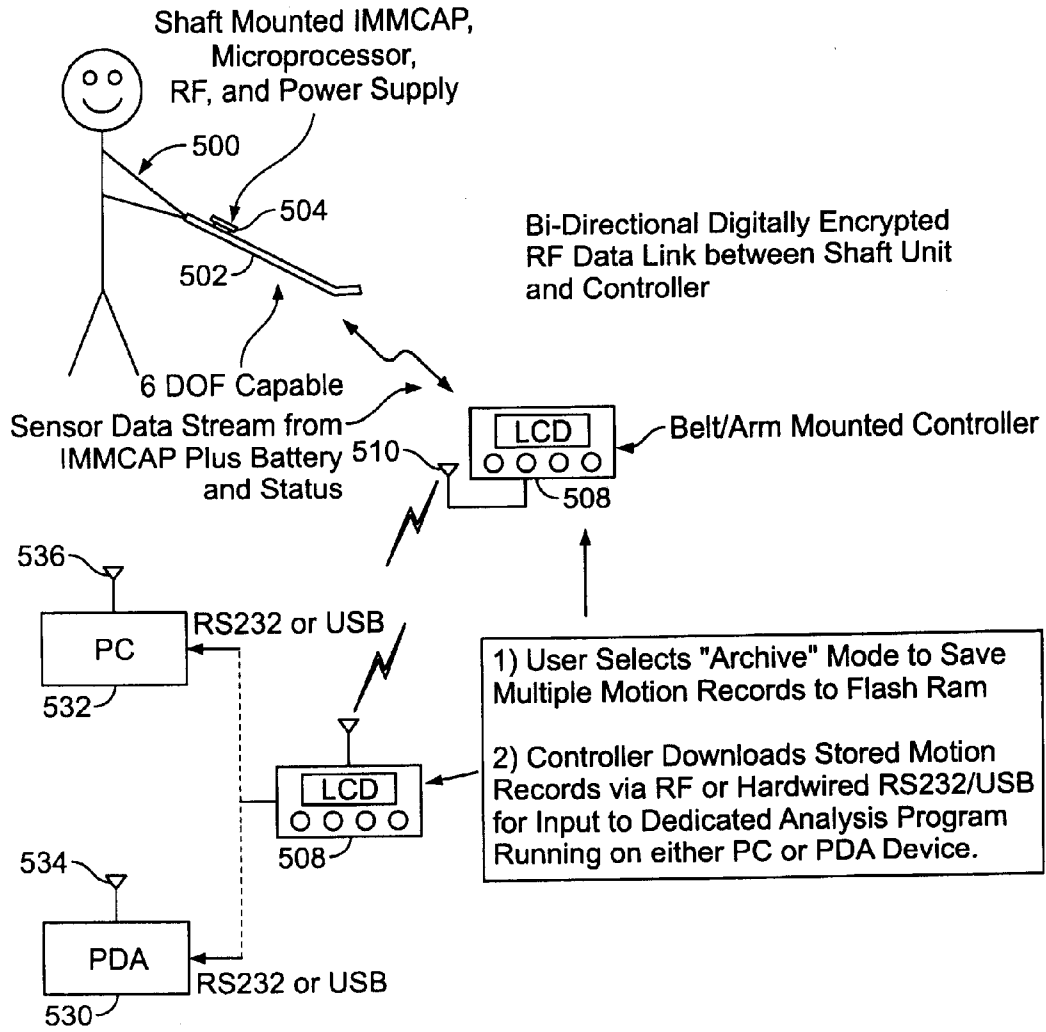 Shaft Mounted IMMCAP,
Microprocessor,
RF, and Power Supply
500
504
502
Bi-Directional Digitally Encrypted
RF Data Link between Shaft Unit
and Controller
6 DOF Capable
Sensor Data Stream from
IMMCAP Plus Battery
and Status
510
LCD
Belt/Arm Mounted Controller
508
536
RS232 or USB
PC
532
1) User Selects "Archive" Mode to Save
Multiple Motion Records to Flash Ram
2) Controller Downloads Stored Motion
Records via RF or Hardwired RS232/USB
for Input to Dedicated Analysis Program
Running on either PC or PDA Device.
LCD
508
534
PDA
RS232 or USB
530